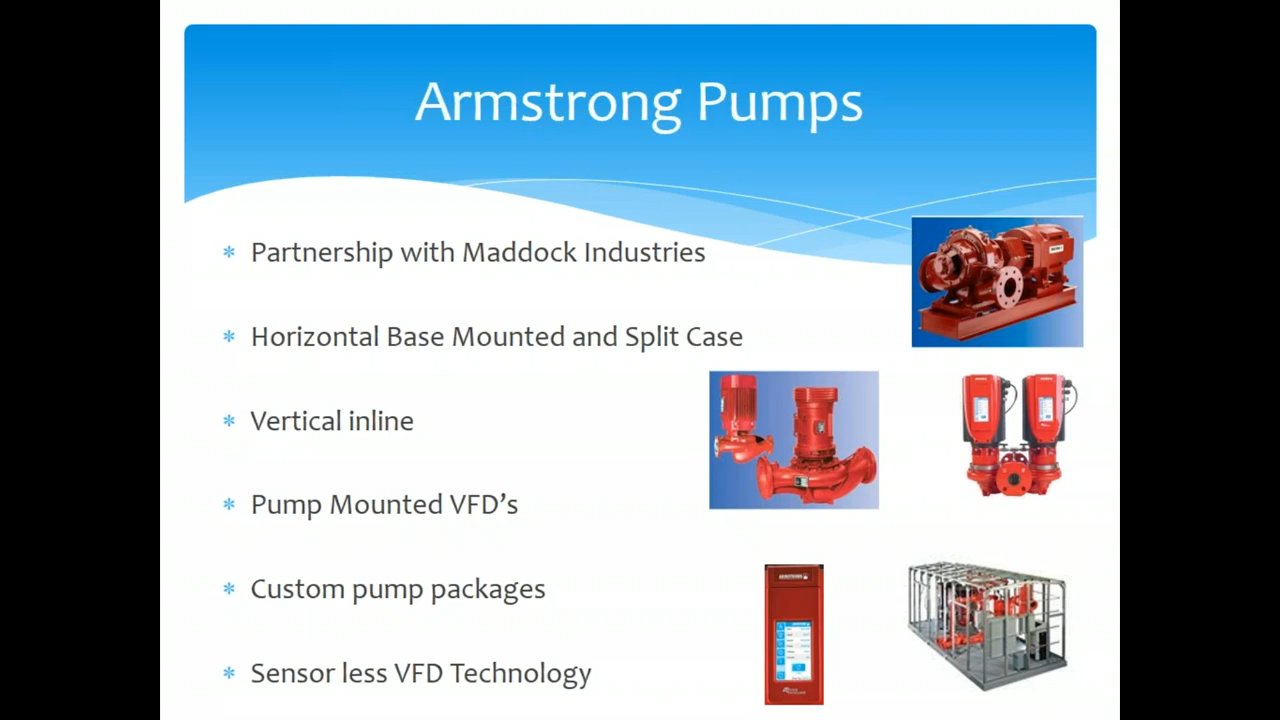 Armstrong Pumps
* Partnership with Maddock Industries
* Horizontal Base Mounted and Split Case
* Vertical inline
* Pump Mounted VFD’s
* Custom pump packages
* Sensor less VFD Technology
ARMSTRONG